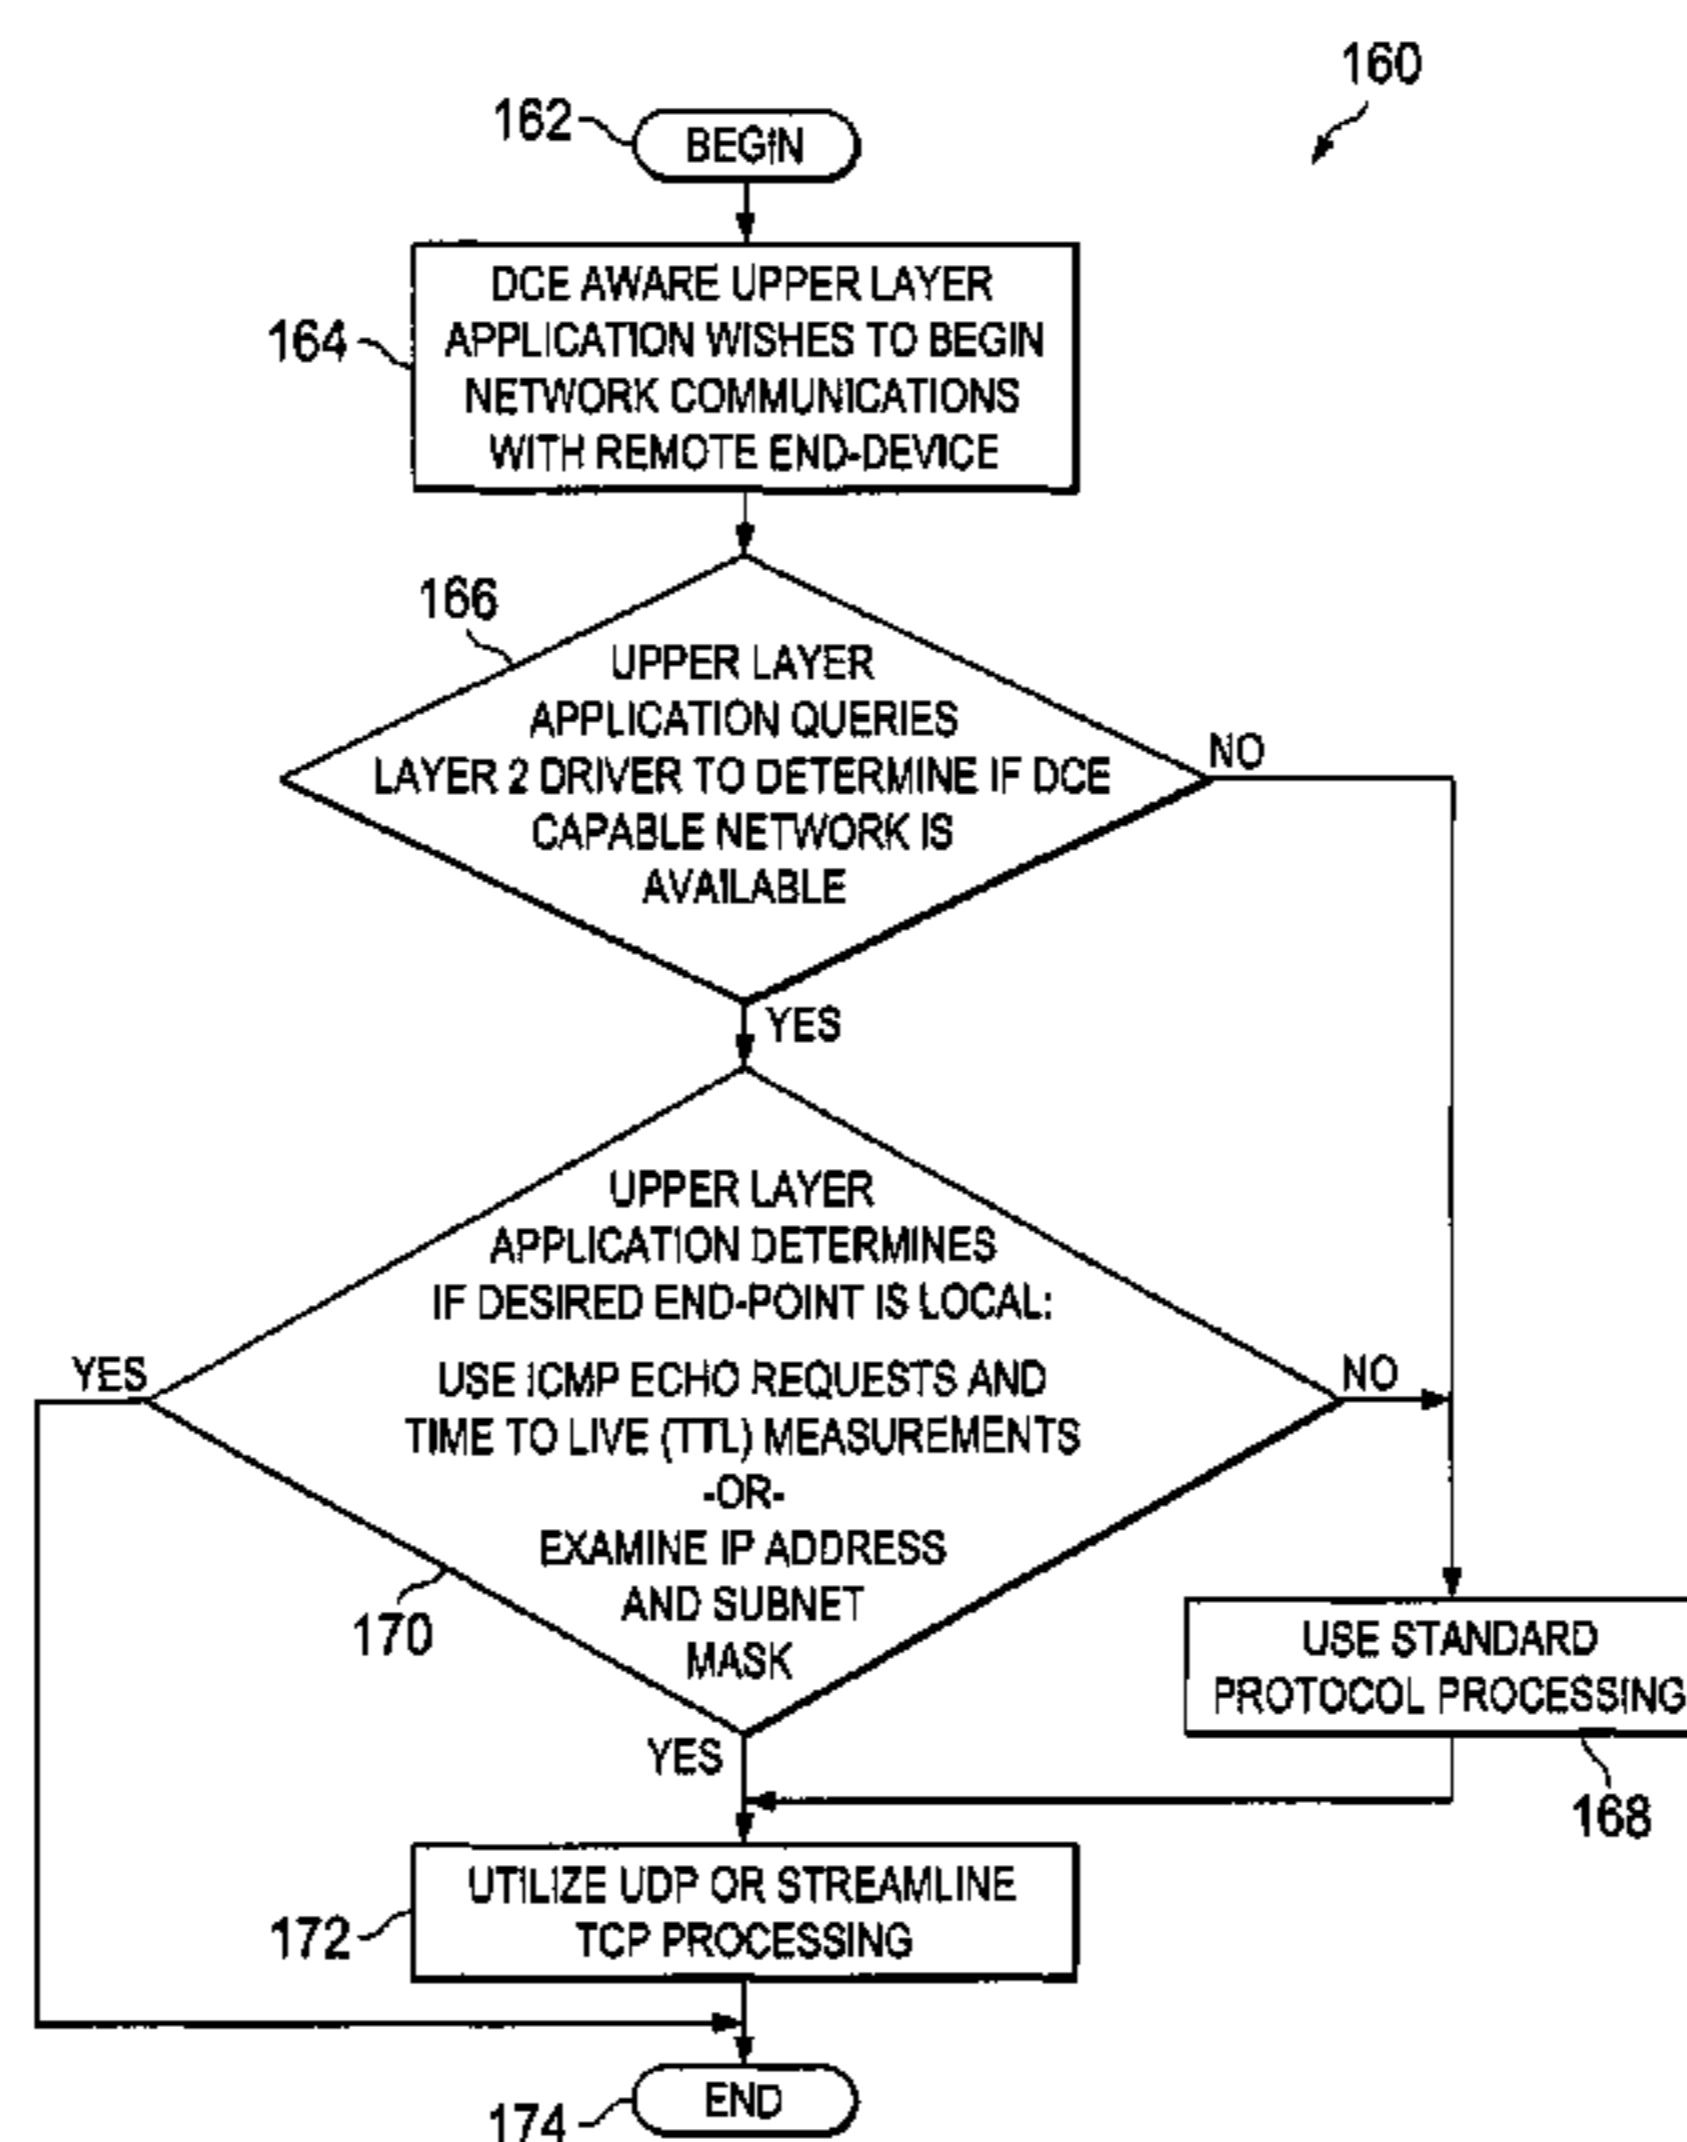 160
162
BEGIN
164
DCE AWARE UPPER LAYER
APPLICATION WISHES TO BEGIN
NETWORK COMMUNICATIONS
WITH REMOTE END-DEVICE
166
UPPER LAYER
APPLICATION QUERIES
LAYER 2 DRIVER TO DETERMINE IF DCE
CAPABLE NETWORK IS
AVAILABLE
NO
YES
UPPER LAYER
APPLICATION DETERMINES
IF DESIRED END-POINT IS LOCAL:
USE ICMP ECHO REQUESTS AND
TIME TO LIVE (TTL) MEASUREMENTS
-OR-
EXAMINE IP ADDRESS
AND SUBNET
MASK
YES
NO
170
YES
USE STANDARD
PROTOCOL PROCESSING
168
172
UTILIZE UDP OR STREAMLINE
TCP PROCESSING
174
END